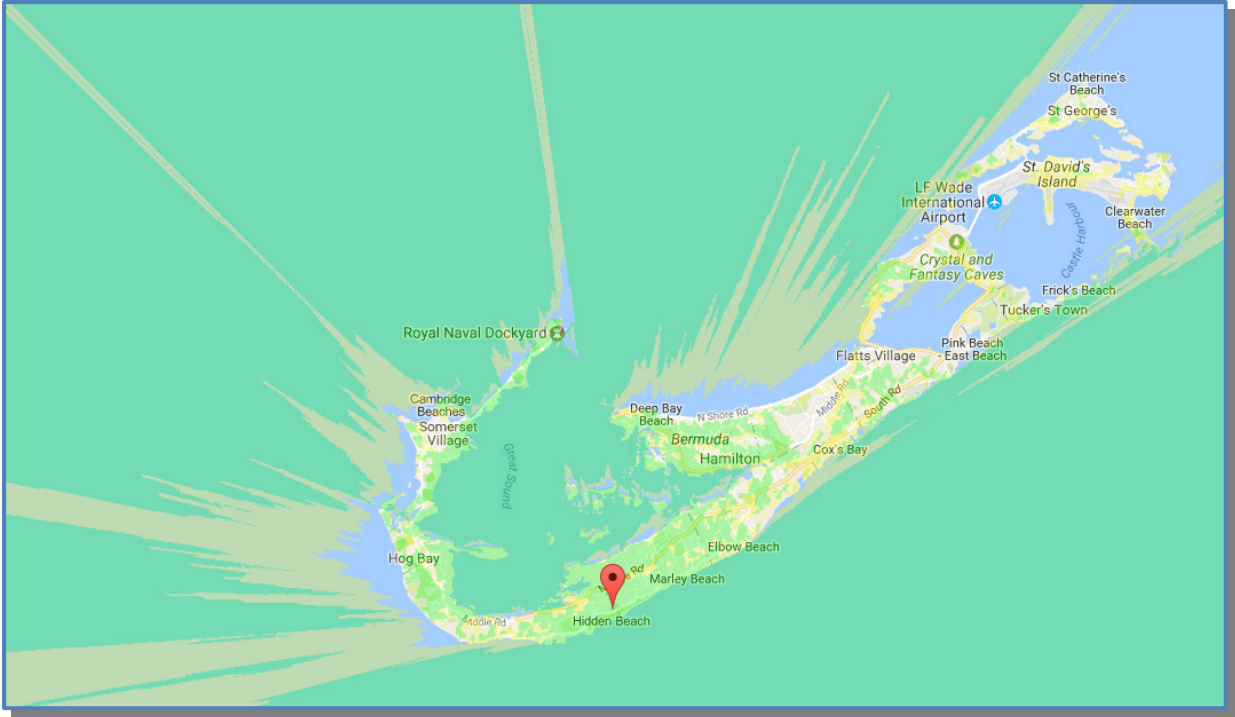 St Catherine's
Beach
St George's
St. David's
Island
LF Wade
International
Airport
Clearwater
Beach
Castle Harbour
Crystal and
Fantasy Caves
Frick's Beach
Tucker's Town
Royal Naval Dockyard
Pink Beach
- East Beach
Flatts Village
Middle Rd
South Rd
Cambridge
Beaches
Somerset
Village
Deep Bay
Beach
N Shore Rd
Bermuda
Hamilton
Cox's Bay
Great Sound
Elbow Beach
Hog Bay
Marley Beach
Rd
Hidden Beach
Middle Rd